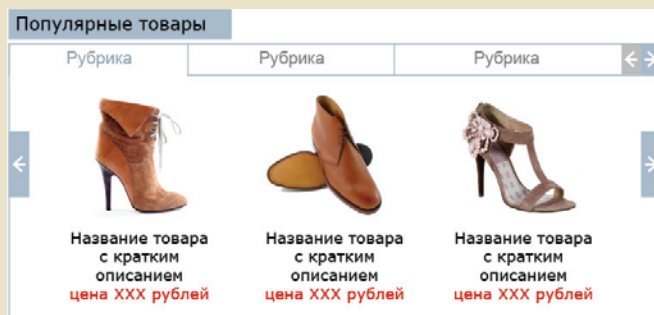 Популярные товары
Рубрика
Рубрика
Рубрика
Название товара
с кратким
описанием
цена XXX рублей
Название товара
с кратким
описанием
цена XXX рублей
Название товара
с кратким
описанием
цена XXX рублей